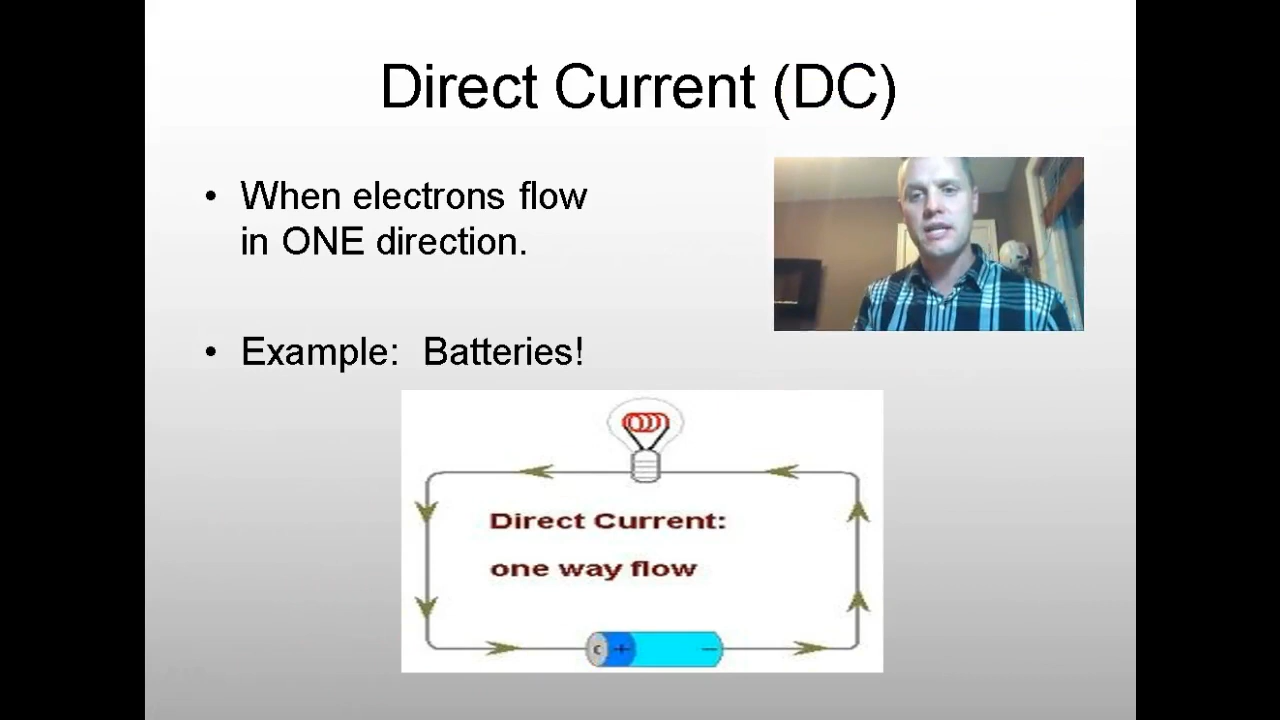 Direct Current (DC)
• When electrons flow
in ONE direction.
• Example: Batteries!
Direct Current:
one way flow
c + −